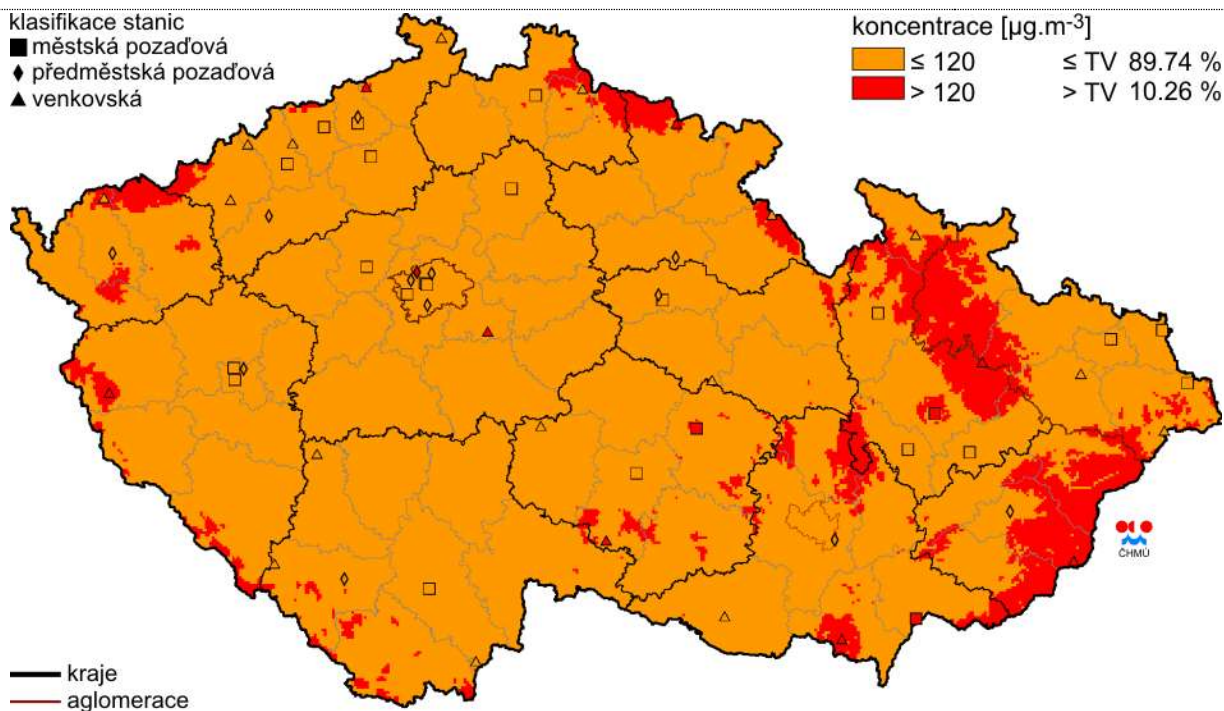 klasifikace stanic
městská pozaďová
předměstská pozaďová
venkovská
koncentrace [µg.m-3]
≤ 120 ≤ TV 89.74 %
> 120 > TV 10.26 %
ČHMÚ
kraje
aglomerace